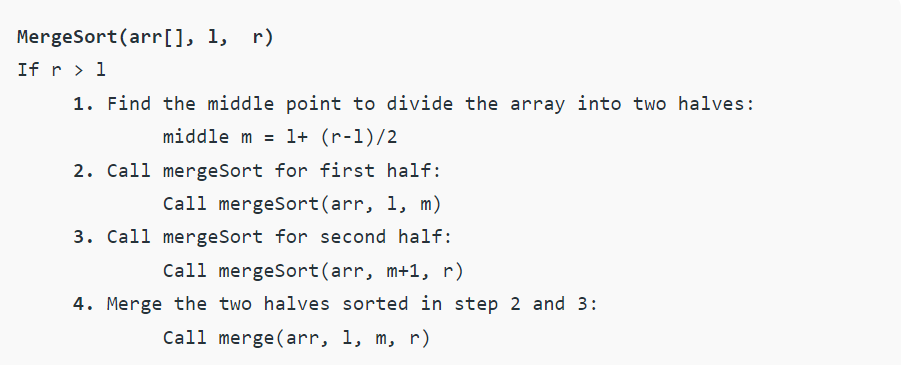 MergeSort(arr[], l, r)
If r > l
1. Find the middle point to divide the array into two halves:
middle m = l+ (r-l)/2
2. Call mergeSort for first half:
Call mergeSort(arr, l, m)
3. Call mergeSort for second half:
Call mergeSort(arr, m+1, r)
4. Merge the two halves sorted in step 2 and 3:
Call merge(arr, l, m, r)